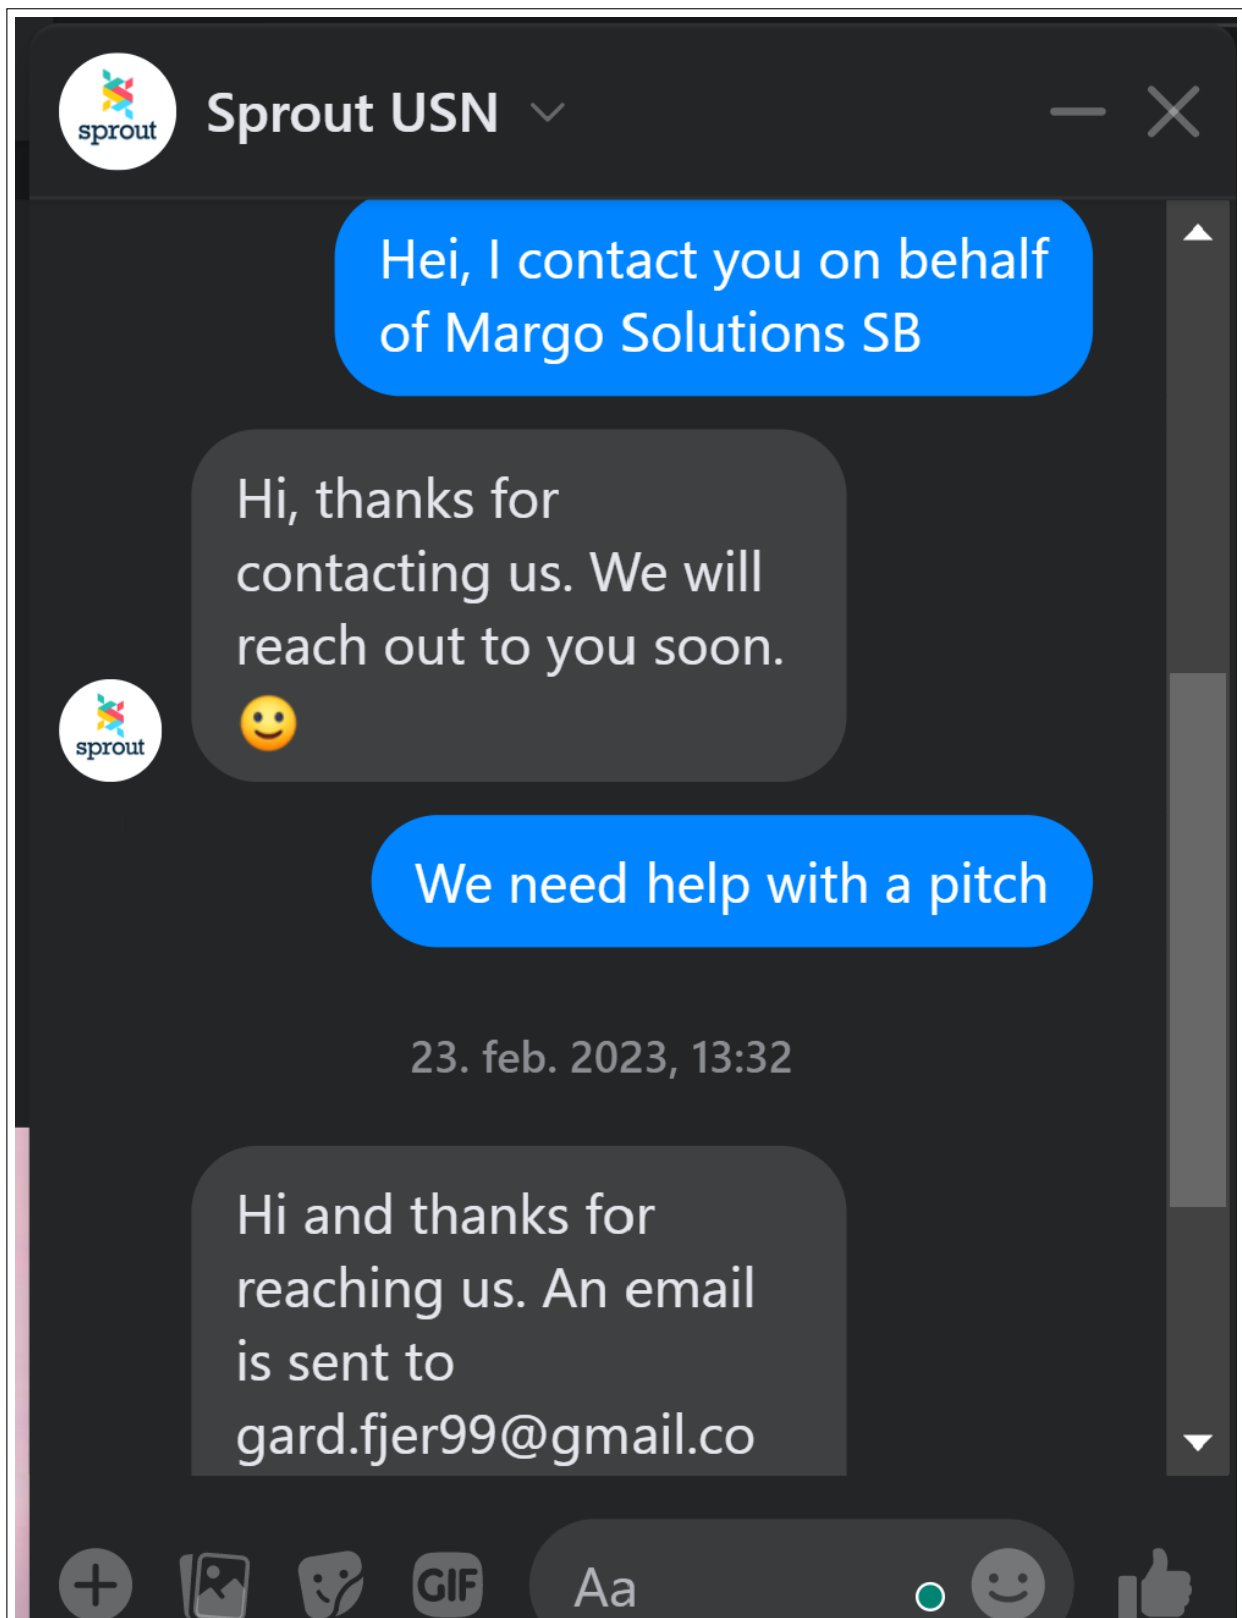 sprout
Sprout USN
Hei, I contact you on behalf
of Margo Solutions SB
Hi, thanks for
contacting us. We will
reach out to you soon.
sprout
We need help with a pitch
23. feb. 2023, 13:32
Hi and thanks for
reaching us. An email
is sent to
gard.fjer99@gmail.co
GIF
Aa